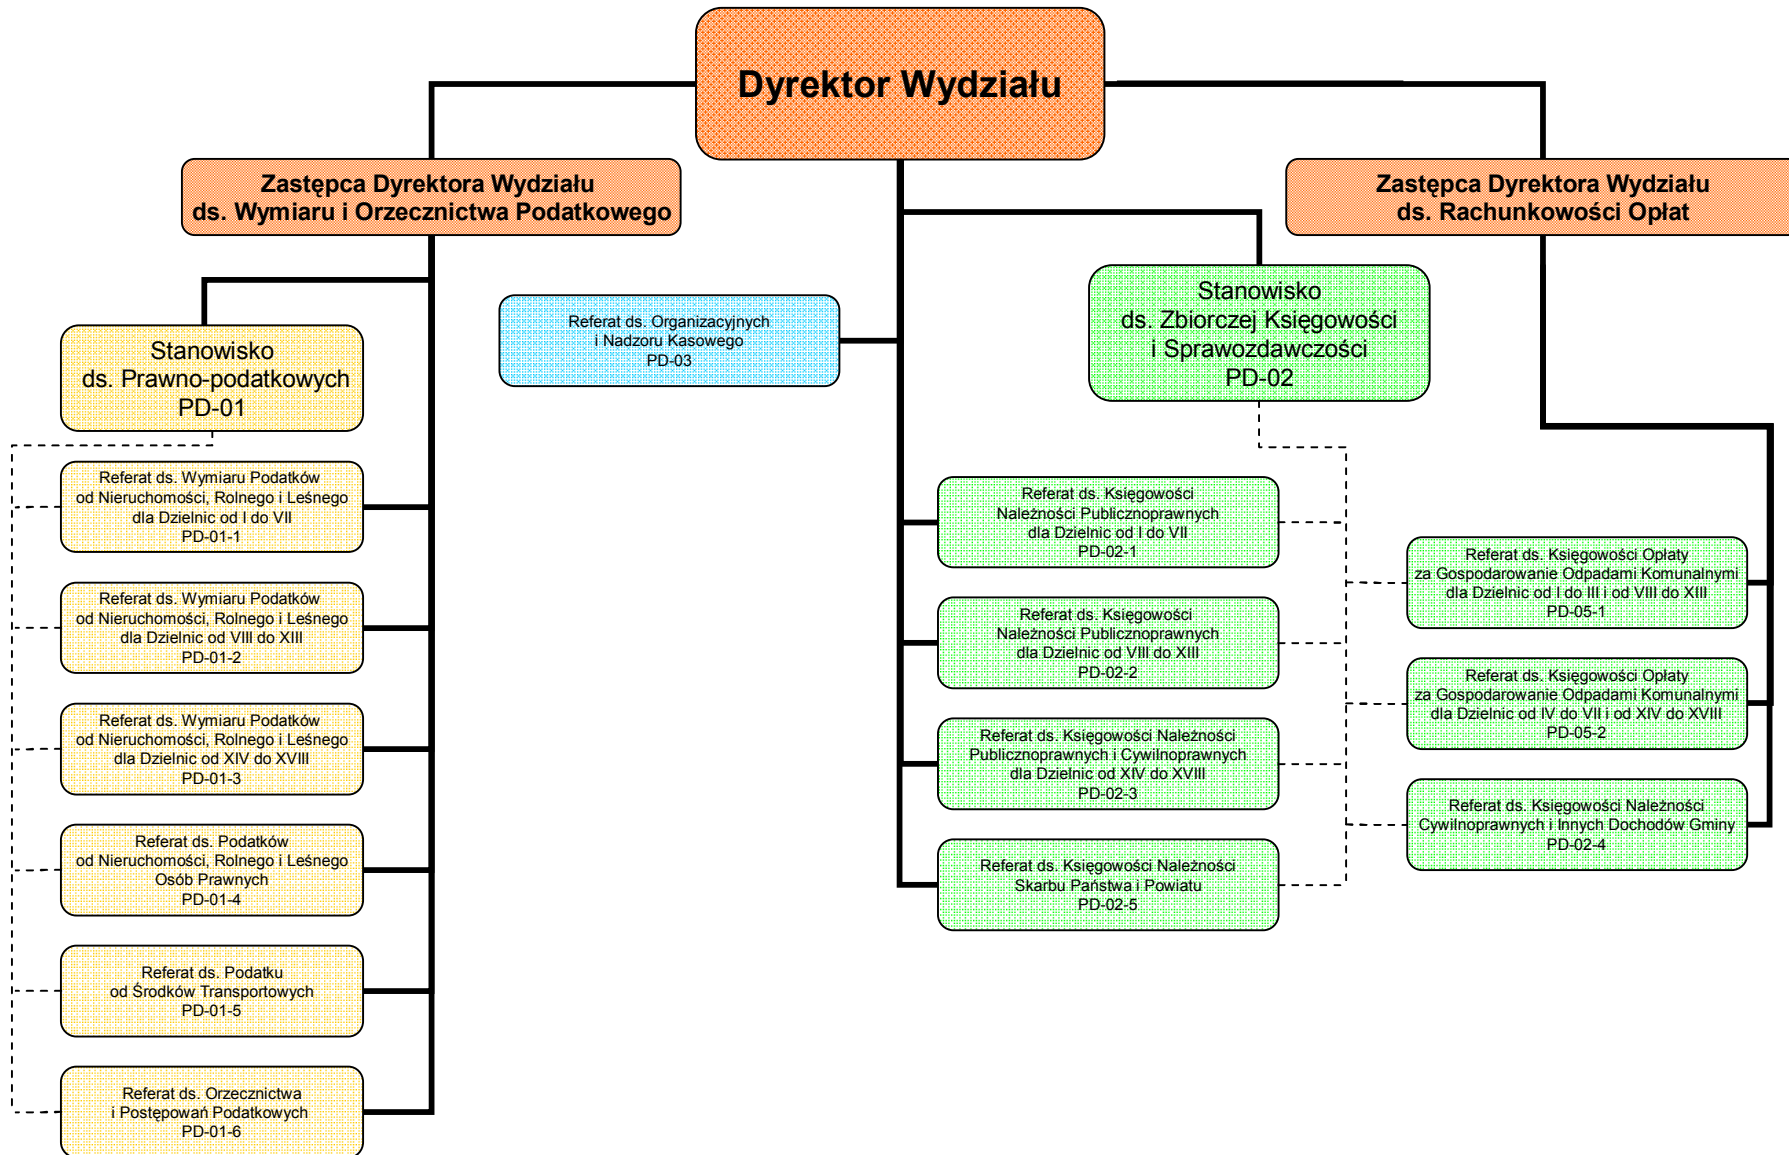 Dyrektor Wydziału
Zastępca Dyrektora Wydziału
ds. Wymiaru i Orzecznictwa Podatkowego
Zastępca Dyrektora Wydziału
ds. Rachunkowości Opłat
Stanowisko
ds. Prawno-podatkowych
PD-01
Referat ds. Organizacyjnych
i Nadzoru Kasowego
PD-03
Stanowisko
ds. Zbiorczej Księgowości
i Sprawozdawczości
PD-02
Referat ds. Wymiaru Podatków
od Nieruchomości, Rolnego i Leśnego
dla Dzielnic od I do VII
PD-01-1
Referat ds. Wymiaru Podatków
od Nieruchomości, Rolnego i Leśnego
dla Dzielnic od VIII do XIII
PD-01-2
Referat ds. Wymiaru Podatków
od Nieruchomości, Rolnego i Leśnego
dla Dzielnic od XIV do XVIII
PD-01-3
Referat ds. Podatków
od Nieruchomości, Rolnego i Leśnego
Osób Prawnych
PD-01-4
Referat ds. Podatku
od Środków Transportowych
PD-01-5
Referat ds. Orzecznictwa
i Postępowań Podatkowych
PD-01-6
Referat ds. Księgowości
Należności Publicznoprawnych
dla Dzielnic od I do VII
PD-02-1
Referat ds. Księgowości
Należności Publicznoprawnych
dla Dzielnic od VIII do XIII
PD-02-2
Referat ds. Księgowości Należności
Publicznoprawnych i Cywilnoprawnych
dla Dzielnic od XIV do XVIII
PD-02-3
Referat ds. Księgowości Należności
Skarbu Państwa i Powiatu
PD-02-5
Referat ds. Księgowości Opłaty
za Gospodarowanie Odpadami Komunalnymi
dla Dzielnic od I do III i od VIII do XIII
PD-05-1
Referat ds. Księgowości Opłaty
za Gospodarowanie Odpadami Komunalnymi
dla Dzielnic od IV do VII i od XIV do XVIII
PD-05-2
Referat ds. Księgowości Należności
Cywilnoprawnych i Innych Dochodów Gminy
PD-02-4